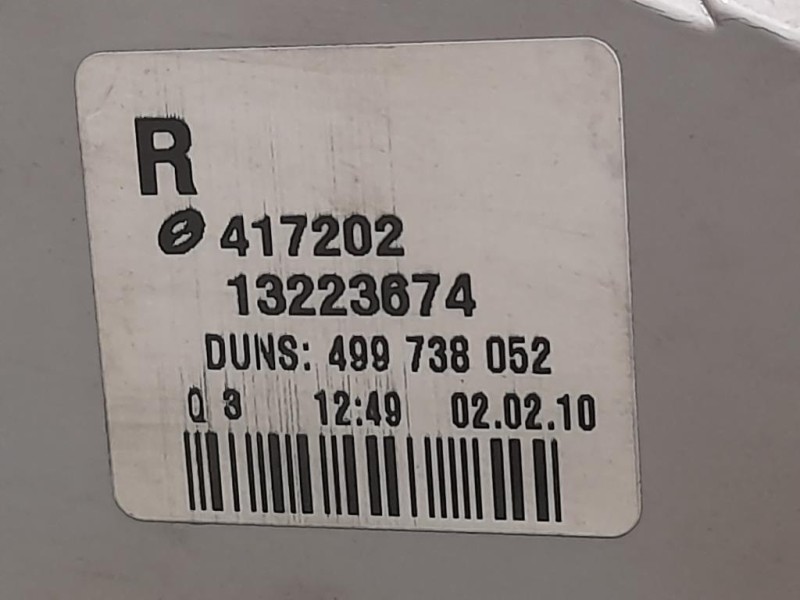 R
417202
13223674
DUNS: 499 738 052
Q 3 12:49 02.02.10